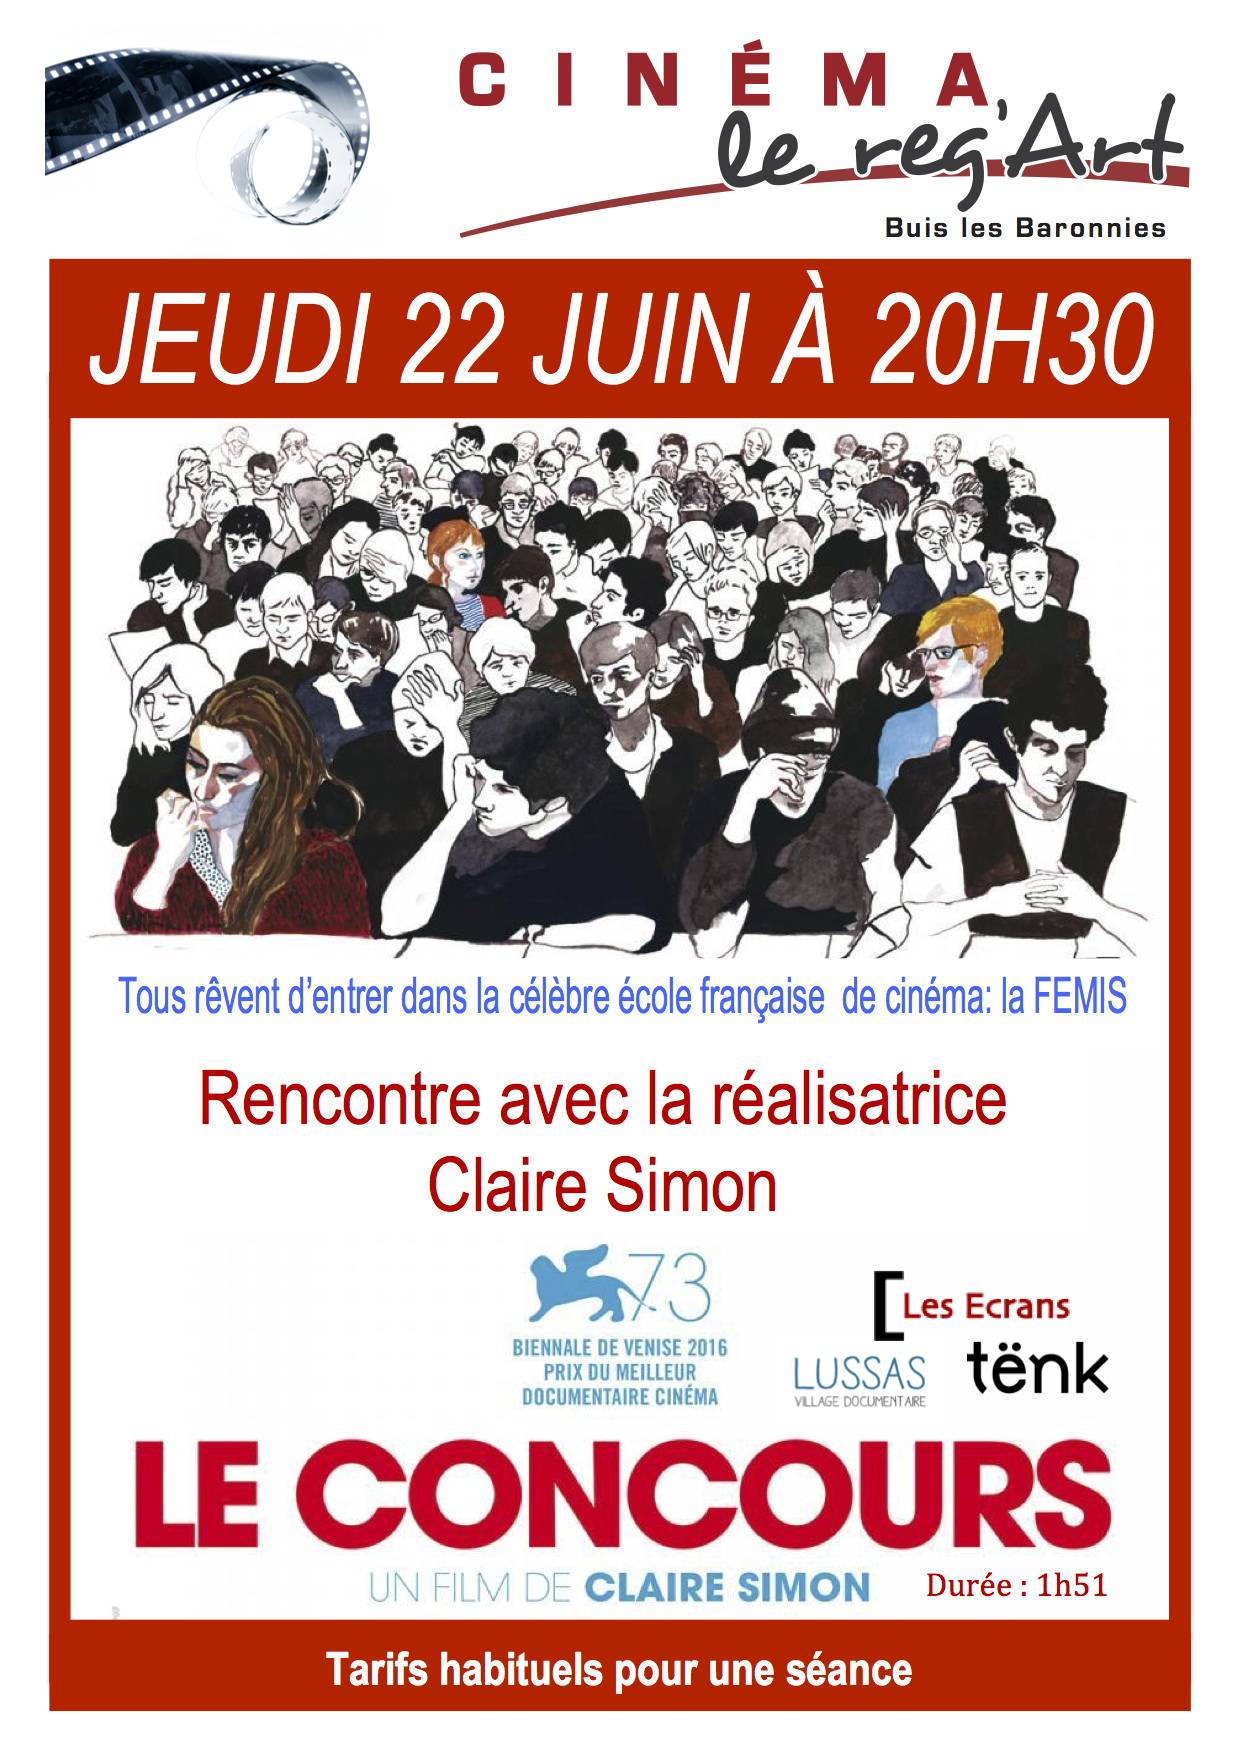 CINÉMA
le reg'Art
Buis les Baronnies
JEUDI 22 JUIN À 20H30
Tous rêvent d'entrer dans la célèbre école française de cinéma: la FEMIS
Rencontre avec la réalisatrice
Claire Simon
73
BIENNALE DE VENISE 2016
PRIX DU MEILLEUR
DOCUMENTAIRE CINÉMA
[Les Ecrans
LUSSAS
VILLAGE DOCUMENTAIRE
tënk
LE CONCOURS
UN FILM DE CLAIRE SIMON
Durée : 1h51
Tarifs habituels pour une séance